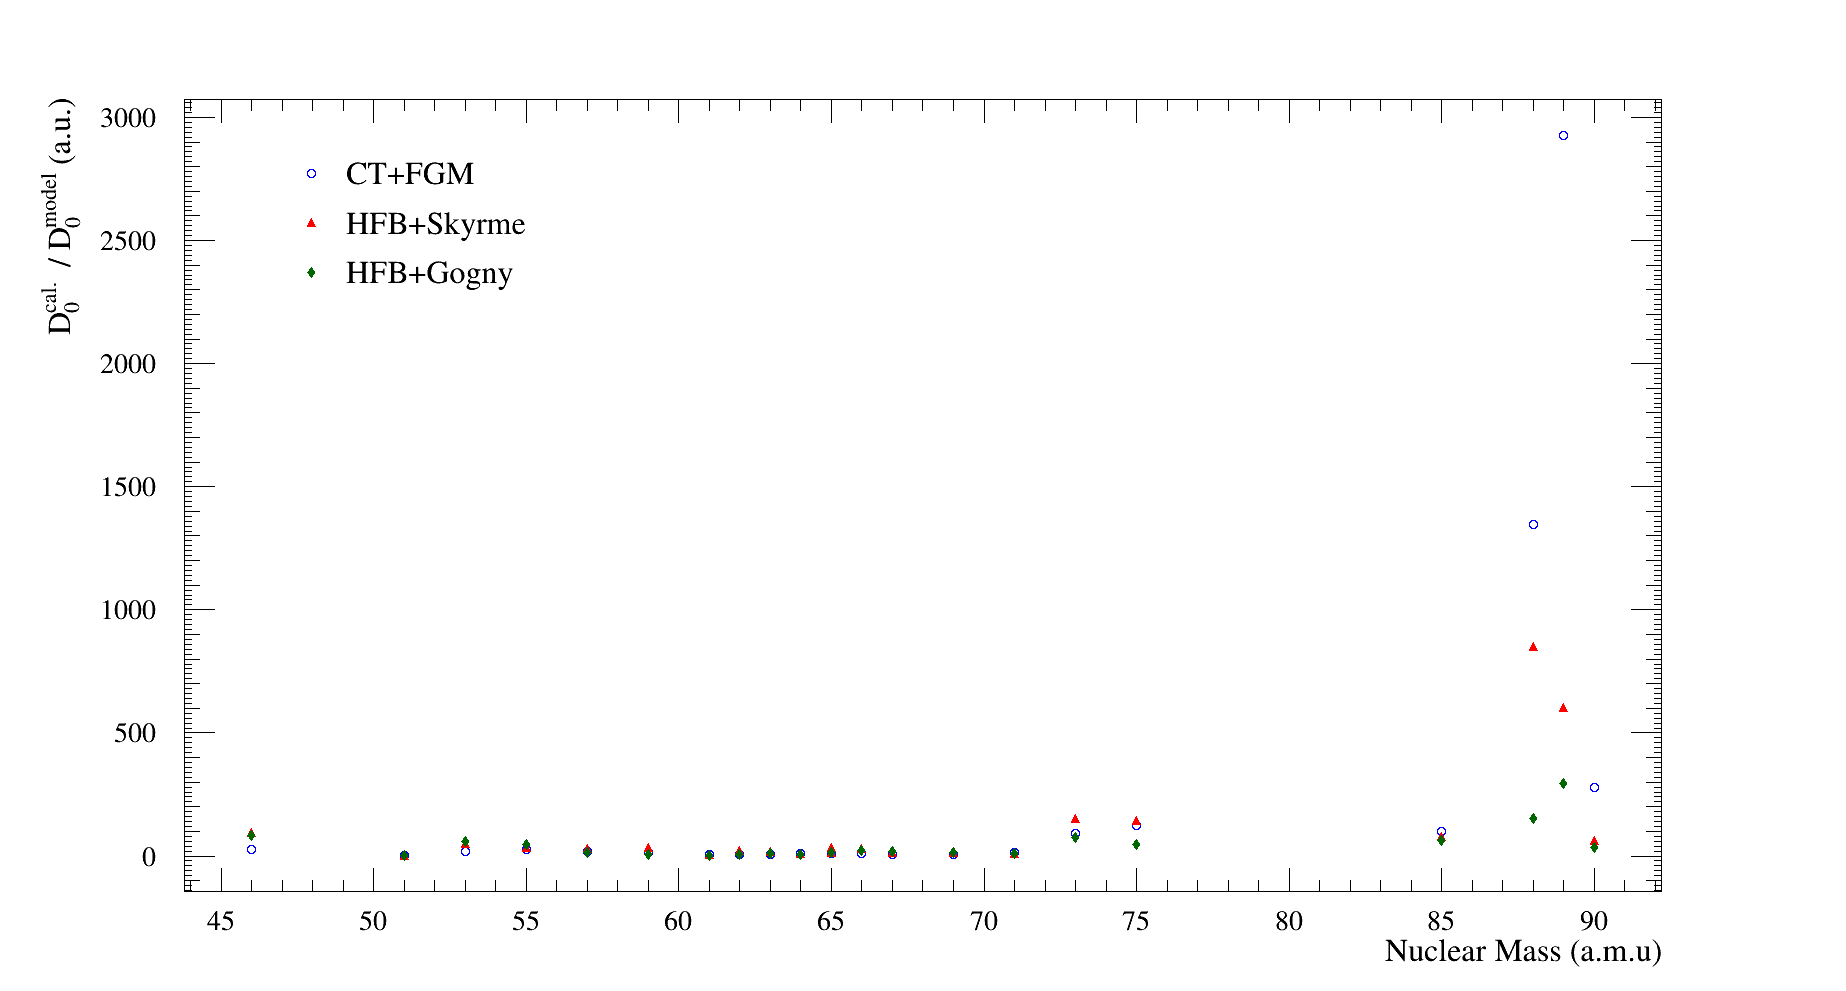 D₀ᶜᵃˡ· / D₀ᵐᵒᵈᵉˡ (a.u.)
3000
2500
2000
1500
1000
500
0
CT+FGM
HFB+Skyrme
HFB+Gogny
45 50 55 60 65 70 75 80 85 90
Nuclear Mass (a.m.u)